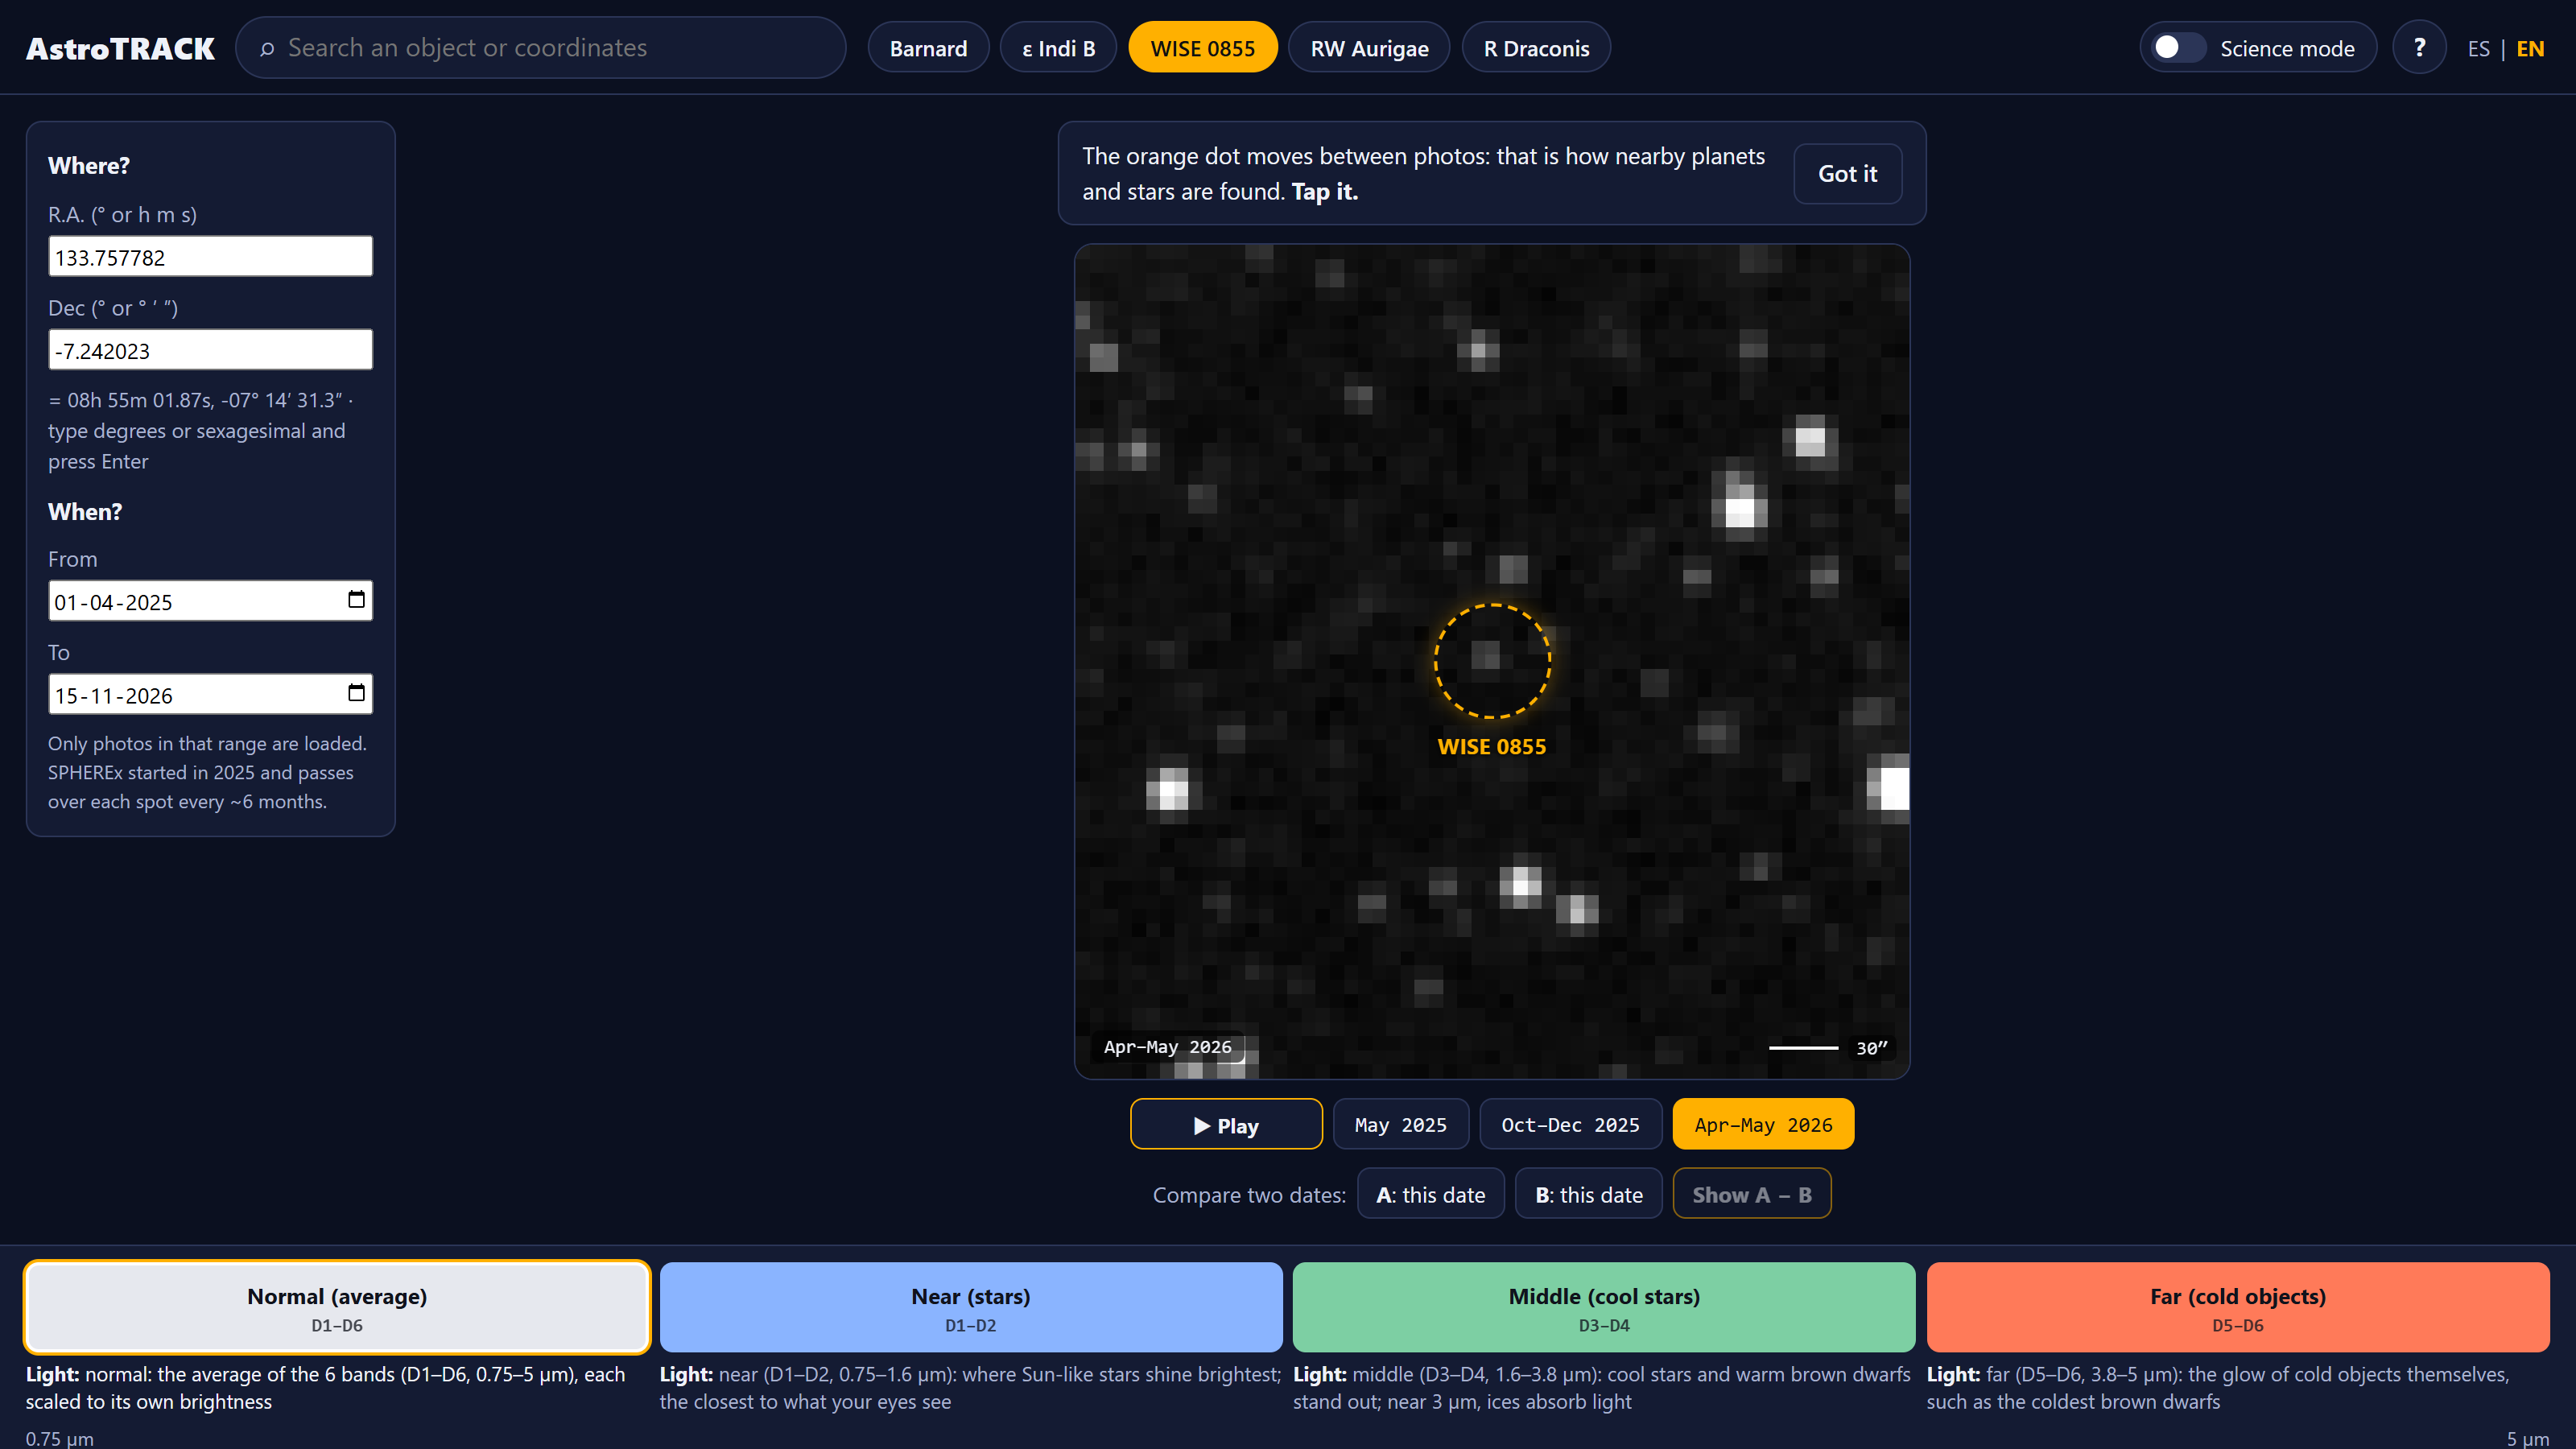 AstroTRACK
Search an object or coordinates
Barnard
ε Indi B
WISE 0855
RW Aurigae
R Draconis
Science mode
?
ES | EN
Where?
R.A. (° or h m s)
133.757782
Dec (° or ° ′ ″)
-7.242023
= 08h 55m 01.87s, -07° 14′ 31.3″ ·
type degrees or sexagesimal and
press Enter
When?
From
01-04-2025
To
15-11-2026
Only photos in that range are loaded.
SPHEREx started in 2025 and passes
over each spot every ~6 months.
The orange dot moves between photos: that is how nearby planets
and stars are found. Tap it.
Got it
WISE 0855
Apr–May 2026
30″
▶ Play
May 2025
Oct–Dec 2025
Apr–May 2026
Compare two dates:
A: this date
B: this date
Show A – B
Normal (average)
D1–D6
Light: normal: the average of the 6 bands (D1–D6, 0.75–5 µm), each
scaled to its own brightness
Near (stars)
D1–D2
Light: near (D1–D2, 0.75–1.6 µm): where Sun-like stars shine brightest;
the closest to what your eyes see
Middle (cool stars)
D3–D4
Light: middle (D3–D4, 1.6–3.8 µm): cool stars and warm brown dwarfs
stand out; near 3 µm, ices absorb light
Far (cold objects)
D5–D6
Light: far (D5–D6, 3.8–5 µm): the glow of cold objects themselves,
such as the coldest brown dwarfs
0.75 µm
5 µm